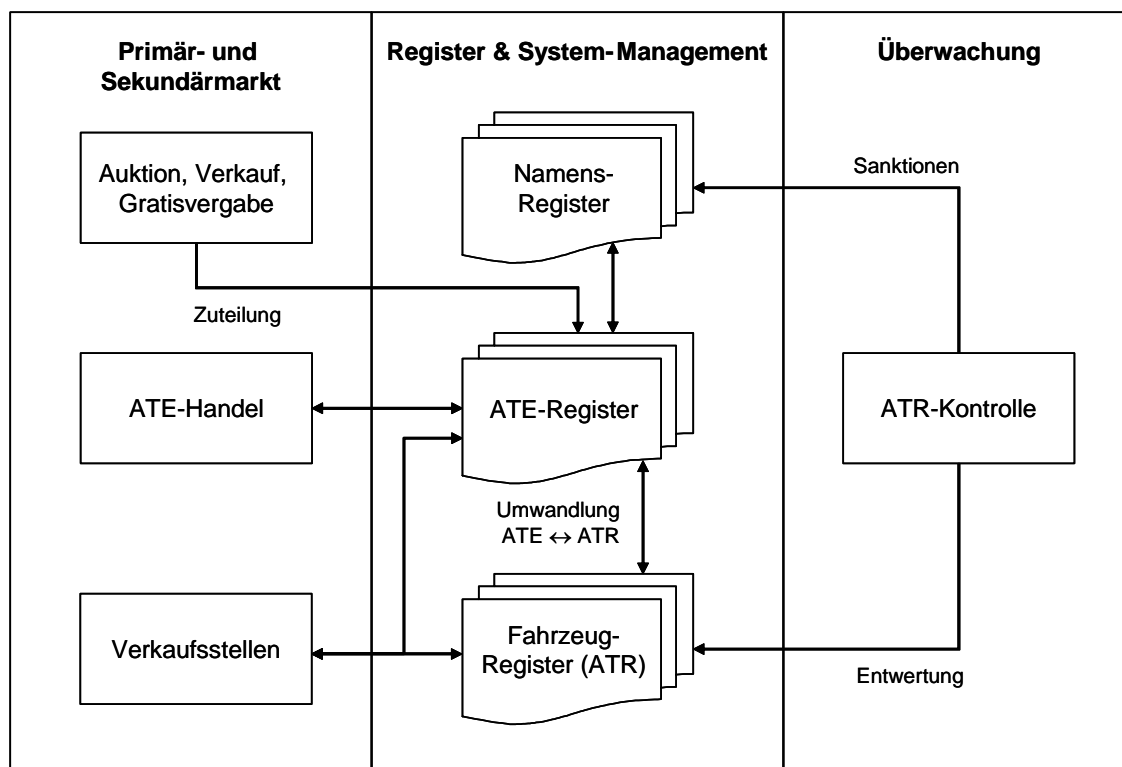 Primär- und
Sekundärmarkt
Register & System-Management
Überwachung
Auktion, Verkauf,
Gratisvergabe
Namens-
Register
Sanktionen
Zuteilung
ATE-Handel
ATE-Register
ATR-Kontrolle
Umwandlung
ATE ↔ ATR
Verkaufsstellen
Fahrzeug-
Register (ATR)
Entwertung